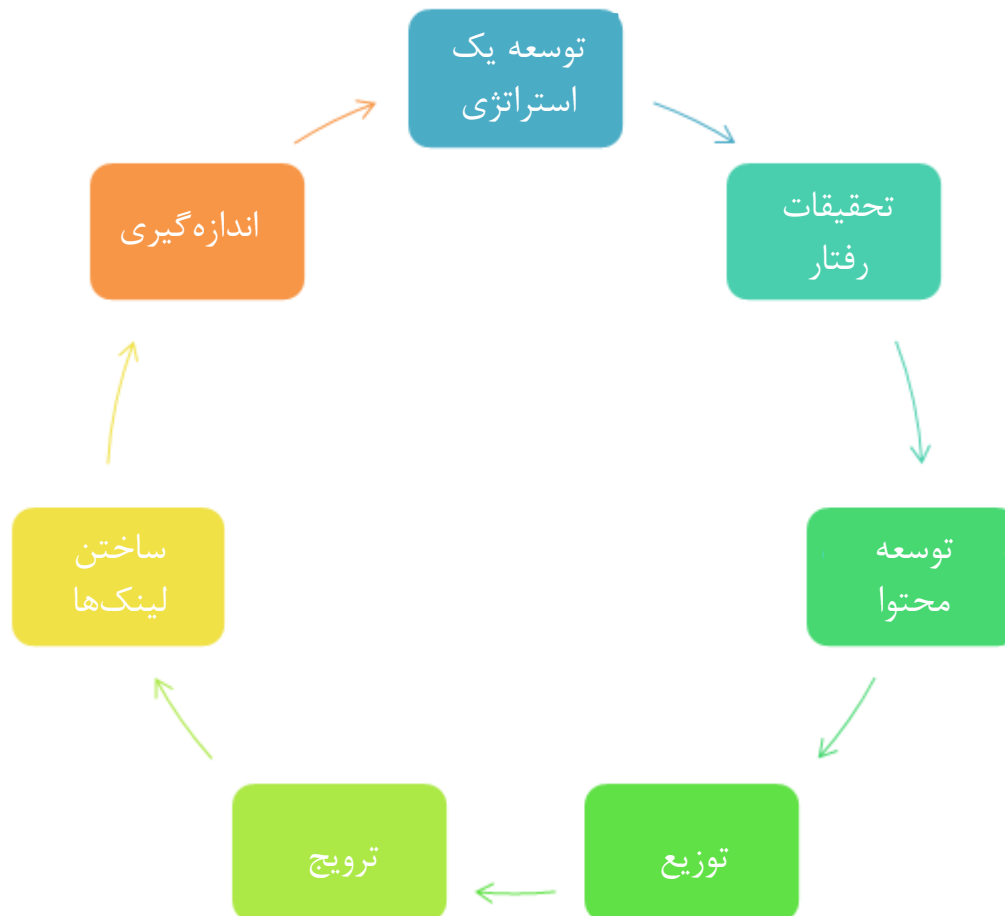 توسعه یک
استراتژی
تحقیقات
رفتار
توسعه
محتوا
توزیع
ترویج
ساختن
لینک‌ها
اندازه‌گیری